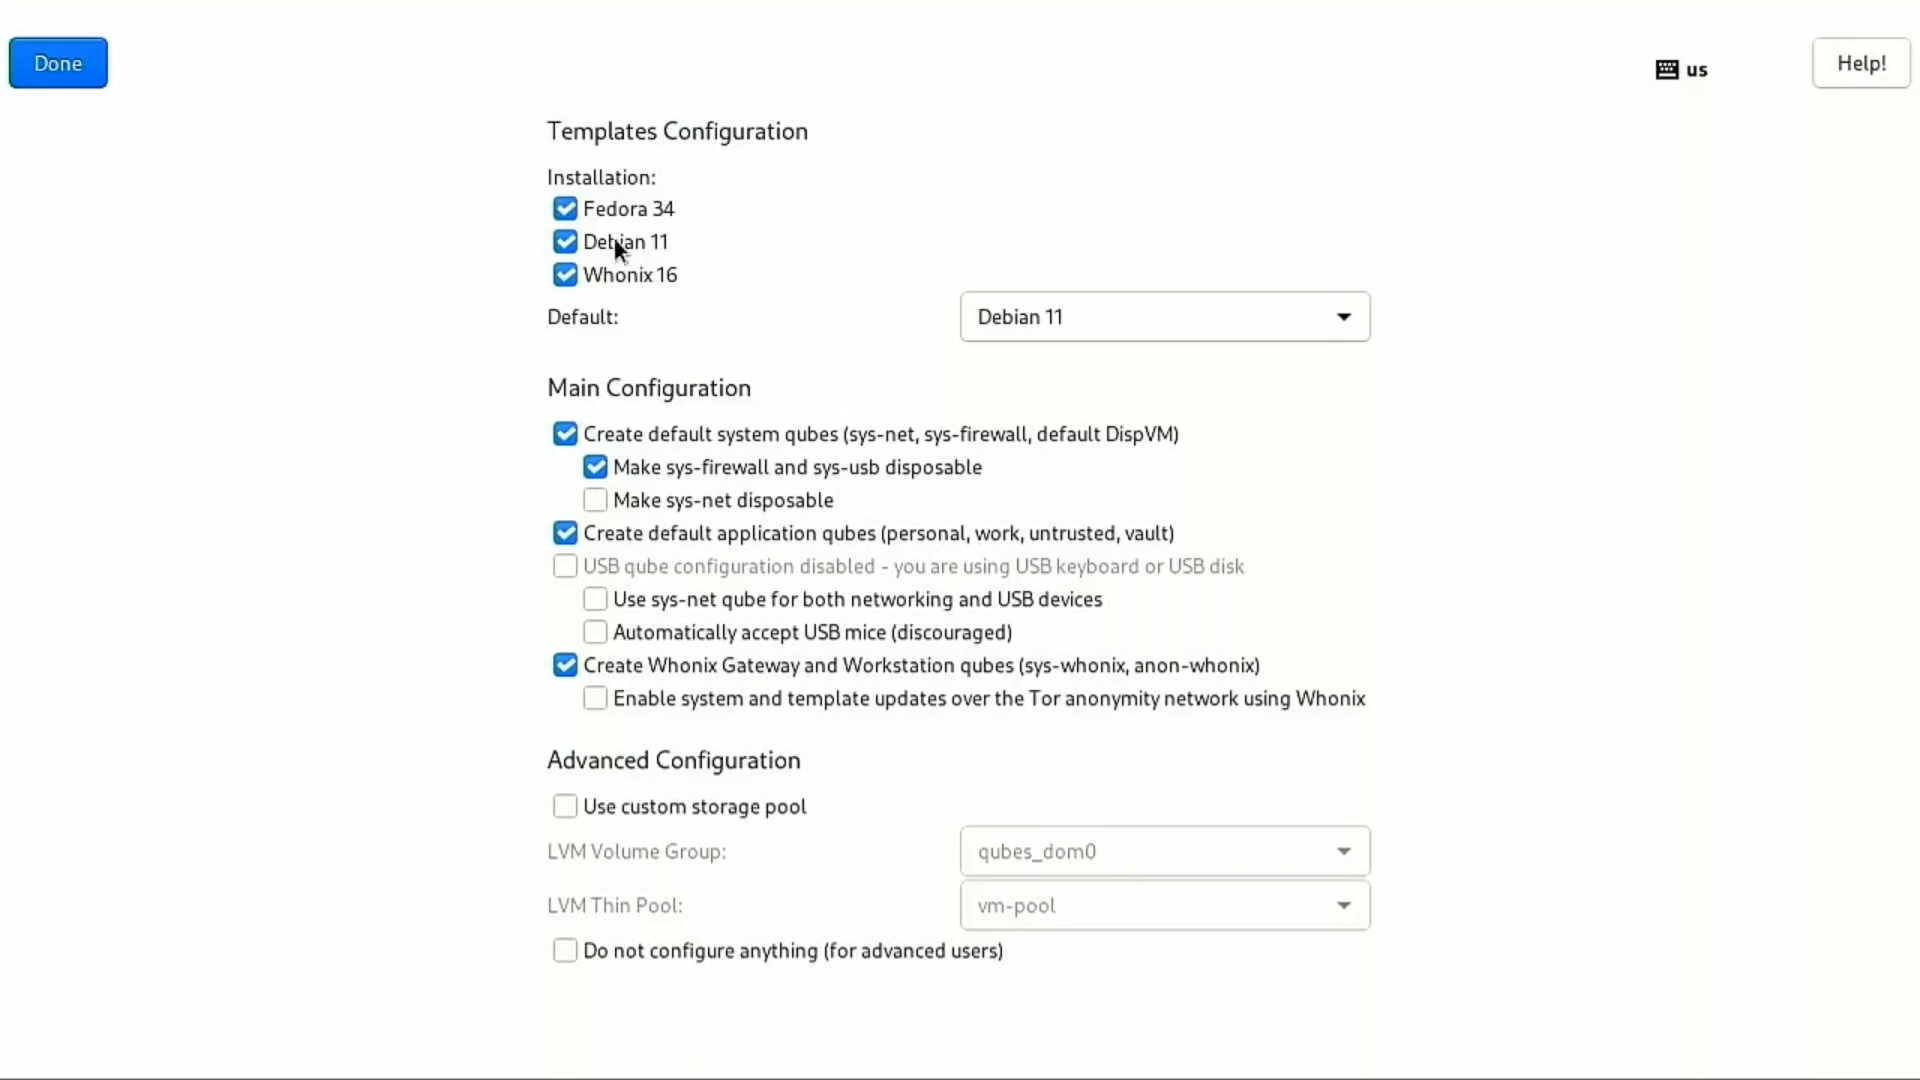 Done
us
Help!
Templates Configuration
Installation:
Fedora 34
Debian 11
Whonix 16
Default:
Debian 11
Main Configuration
Create default system qubes (sys-net, sys-firewall, default DispVM)
Make sys-firewall and sys-usb disposable
Make sys-net disposable
Create default application qubes (personal, work, untrusted, vault)
USB qube configuration disabled - you are using USB keyboard or USB disk
Use sys-net qube for both networking and USB devices
Automatically accept USB mice (discouraged)
Create Whonix Gateway and Workstation qubes (sys-whonix, anon-whonix)
Enable system and template updates over the Tor anonymity network using Whonix
Advanced Configuration
Use custom storage pool
LVM Volume Group:
qubes_dom0
LVM Thin Pool:
vm-pool
Do not configure anything (for advanced users)